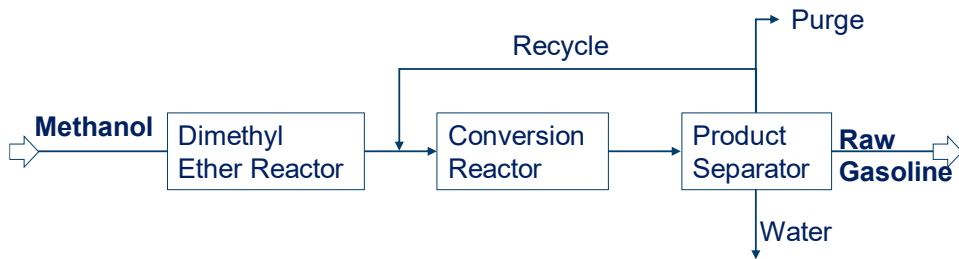 Purge
Recycle
Methanol
Dimethyl
Ether Reactor
Conversion
Reactor
Product
Separator
Raw
Gasoline
Water